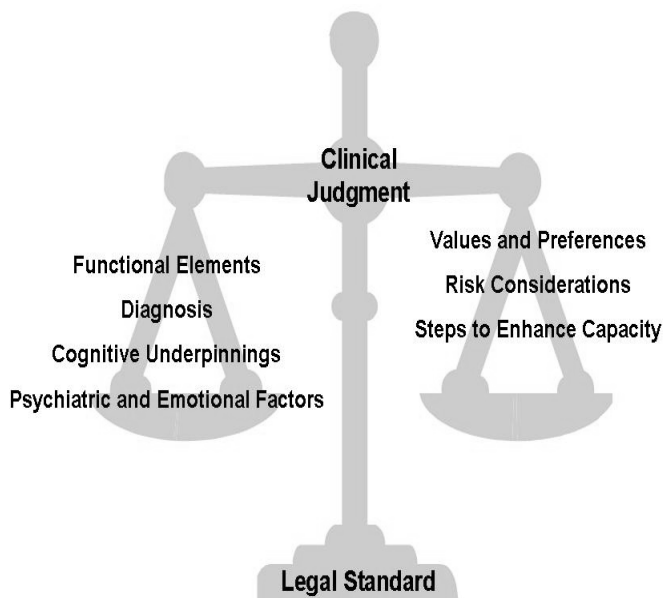 Clinical
Judgment
Functional Elements
Diagnosis
Cognitive Underpinnings
Psychiatric and Emotional Factors
Values and Preferences
Risk Considerations
Steps to Enhance Capacity
Legal Standard